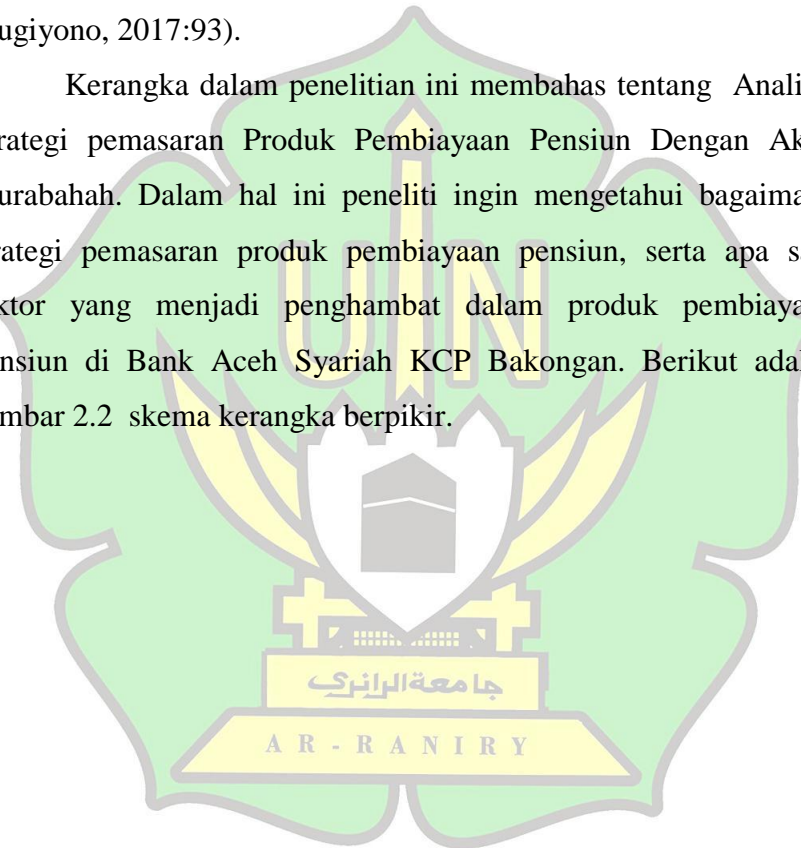 ugiyono, 2017:93).
Kerangka dalam penelitian ini membahas tentang Anali
rategi pemasaran Produk Pembiayaan Pensiun Dengan Ak
urabahah. Dalam hal ini peneliti ingin mengetahui bagaima
rategi pemasaran produk pembiayaan pensiun, serta apa sa
ktor yang menjadi penghambat dalam produk pembiaya
nsiun di Bank Aceh Syariah KCP Bakongan. Berikut adal
mbar 2.2 skema kerangka berpikir.
UIN
جامعةالرانري
AR-RANIRY